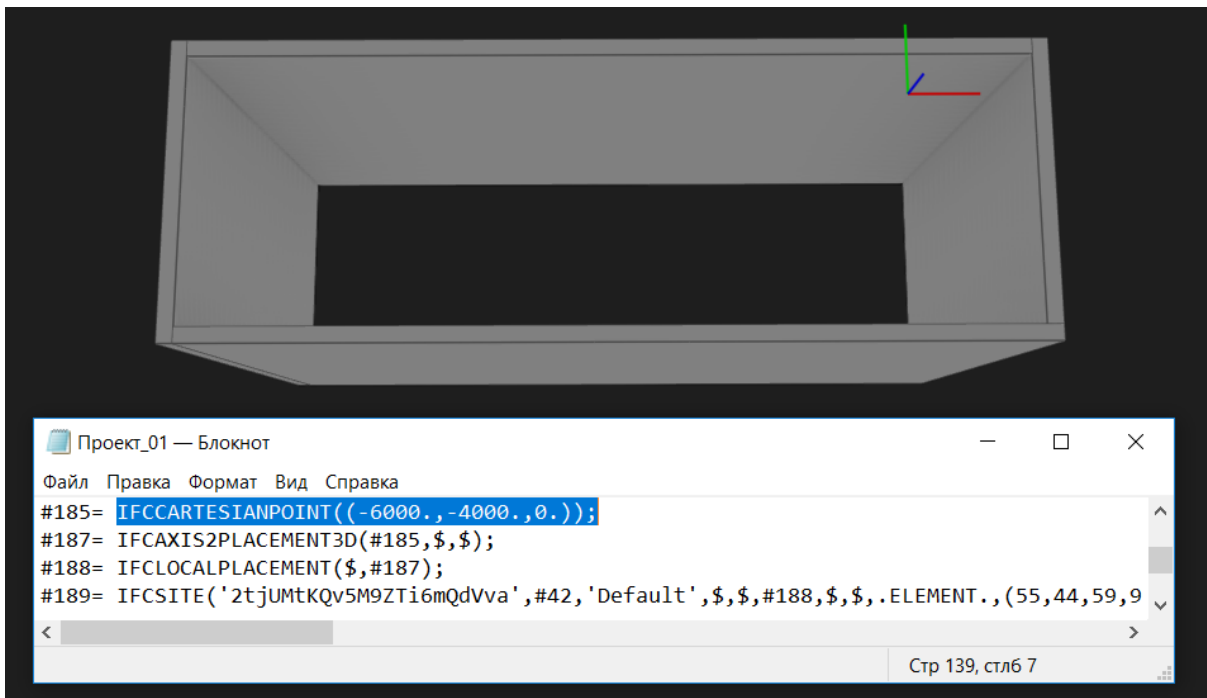 Проект_01 — Блокнот
Файл Правка Формат Вид Справка
#185= IFCCARTESIANPOINT((-6000.,-4000.,0.));
#187= IFCAXIS2PLACEMENT3D(#185,$,$);
#188= IFCLOCALPLACEMENT($,#187);
#189= IFCSITE('2tjUMtKQv5M9ZTi6mQdVva',#42,'Default',$,$,#188,$,$,.ELEMENT.,(55,44,59,9
Стр 139, стлб 7